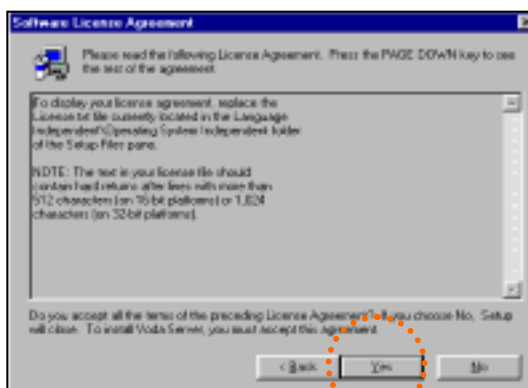 Software License Agreement
Please read the following License Agreement. Press the PAGE DOWN key to see
the rest of the agreement.
To display your license agreement, replace the
License.txt file currently located in the Language
Independent\Operating System Independent folder
of the Setup Files pane.
NOTE: The text in your license file should
contain hard returns after lines with more than
512 characters (on 16-bit platforms) or 1,024
characters (on 32-bit platforms).
Do you accept all the terms of the preceding License Agreement? If you choose No, Setup
will close. To install Voda Server, you must accept this agreement.
< Back
Yes
No